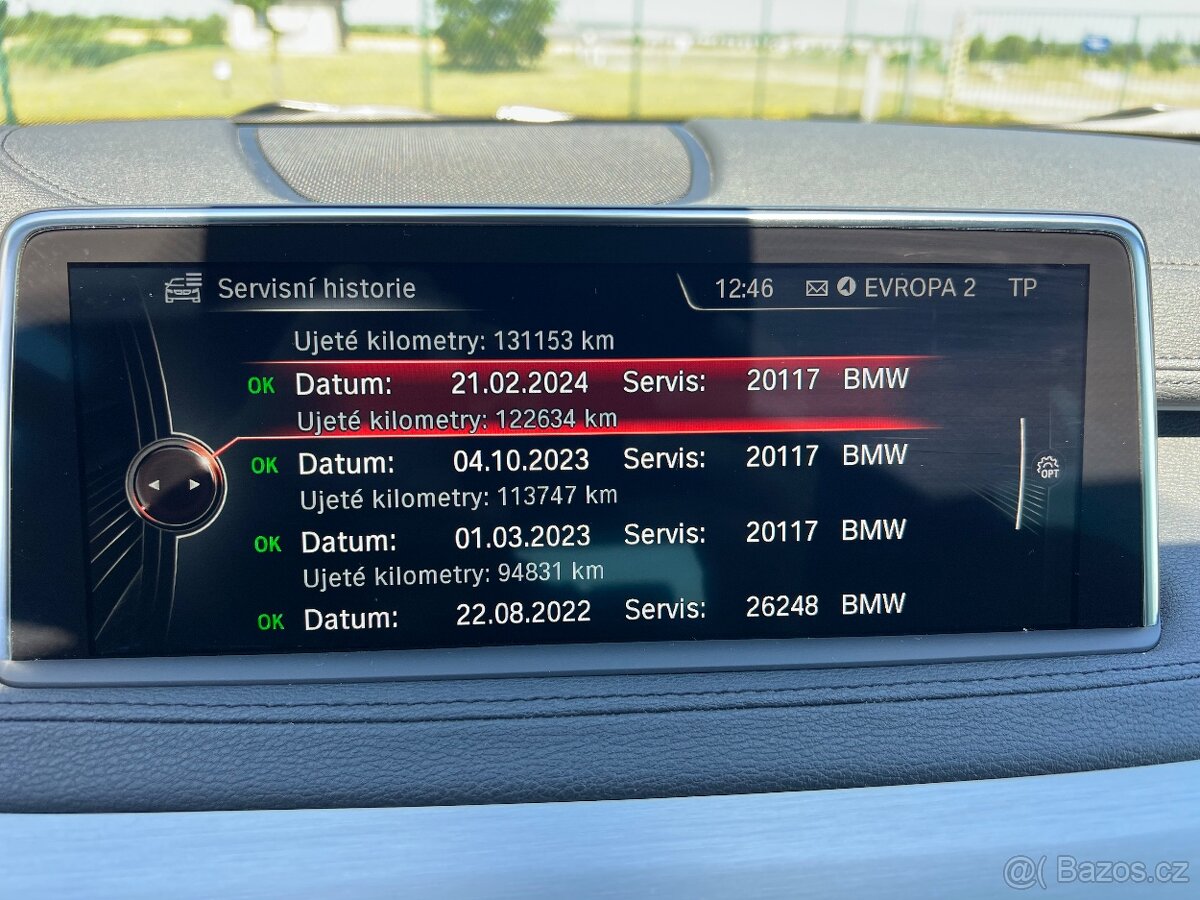 Servisní historie 12:46 EVROPA 2 TP
Ujeté kilometry: 131153 km
OK Datum: 21.02.2024 Servis: 20117 BMW
Ujeté kilometry: 122634 km
OK Datum: 04.10.2023 Servis: 20117 BMW
Ujeté kilometry: 113747 km
OPT
OK Datum: 01.03.2023 Servis: 20117 BMW
Ujeté kilometry: 94831 km
OK Datum: 22.08.2022 Servis: 26248 BMW
@( Bazos.cz